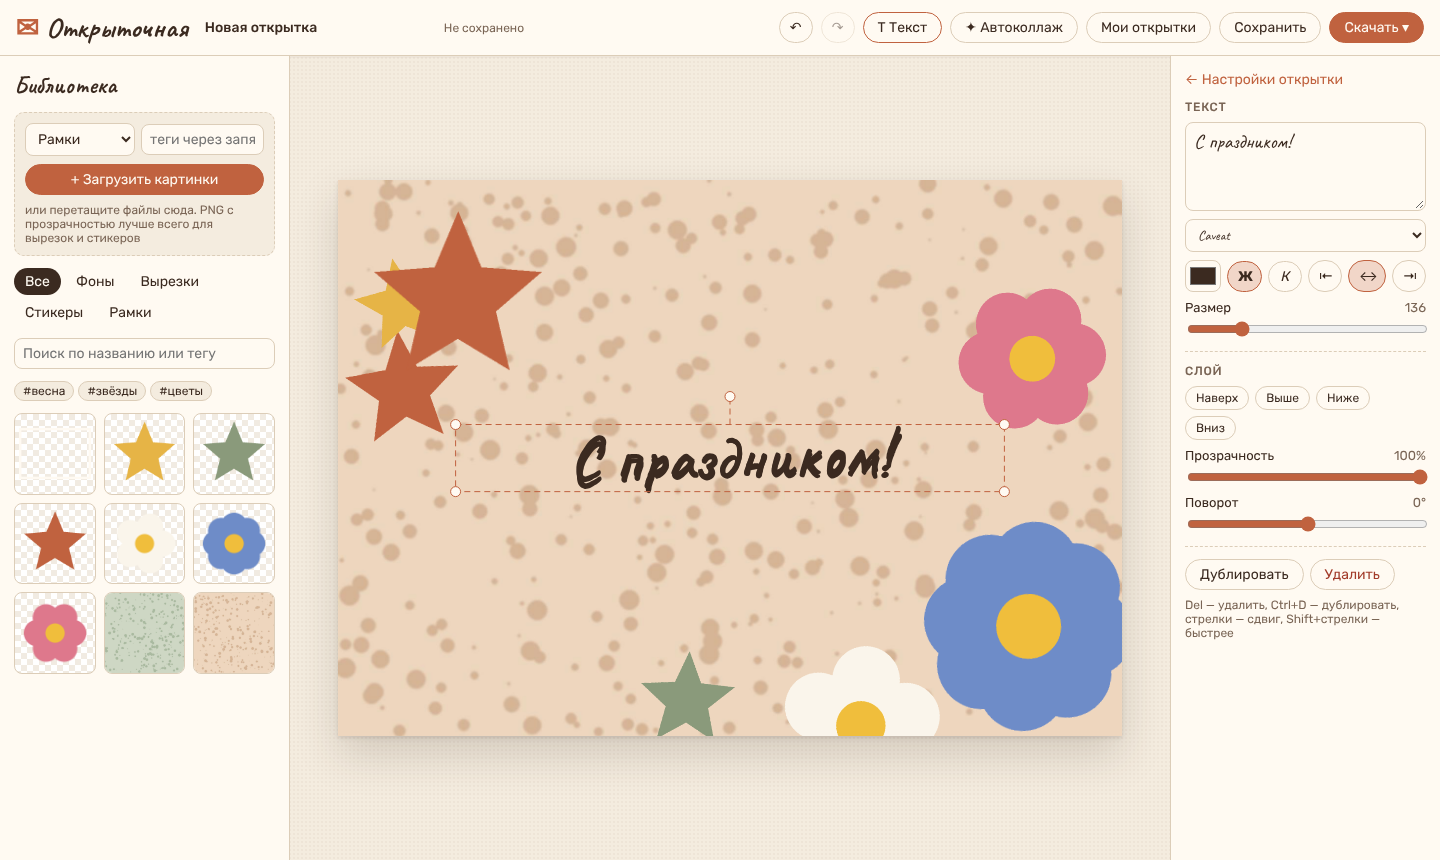 Открыточная
Новая открытка
Не сохранено
T Текст
✦ Автоколлаж
Мои открытки
Сохранить
Скачать ▾
Библиотека
Рамки
теги через запя
+ Загрузить картинки
или перетащите файлы сюда. PNG с
прозрачностью лучше всего для
вырезок и стикеров
Все
Фоны
Вырезки
Стикеры
Рамки
Поиск по названию или тегу
#весна
#звёзды
#цветы
С праздником!
← Настройки открытки
ТЕКСТ
С праздником!
Caveat
Ж
К
Размер
136
СЛОЙ
Наверх
Выше
Ниже
Вниз
Прозрачность
100%
Поворот
0°
Дублировать
Удалить
Del — удалить, Ctrl+D — дублировать,
стрелки — сдвиг, Shift+стрелки —
быстрее